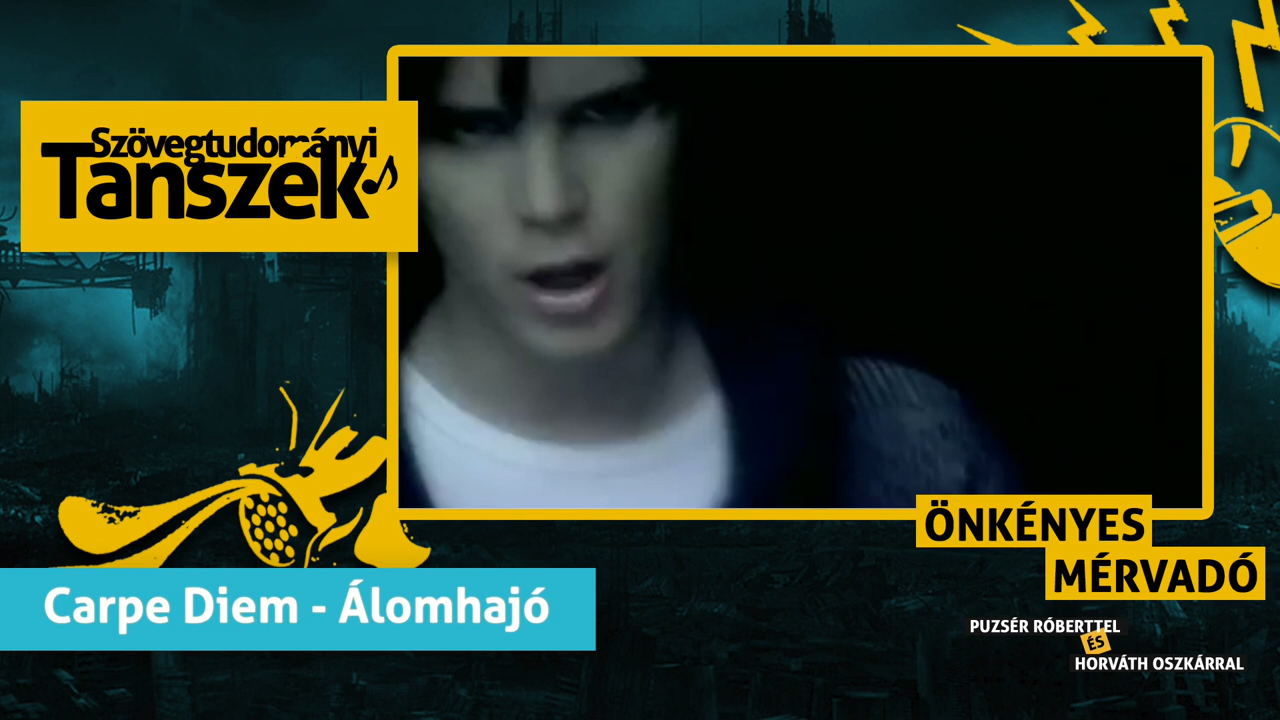 Szövegtudományi
Tanszék
Carpe Diem - Álomhajó
ÖNKÉNYES
MÉRVADÓ
PUZSÉR RÓBERTTEL
ÉS
HORVÁTH OSZKÁRRAL